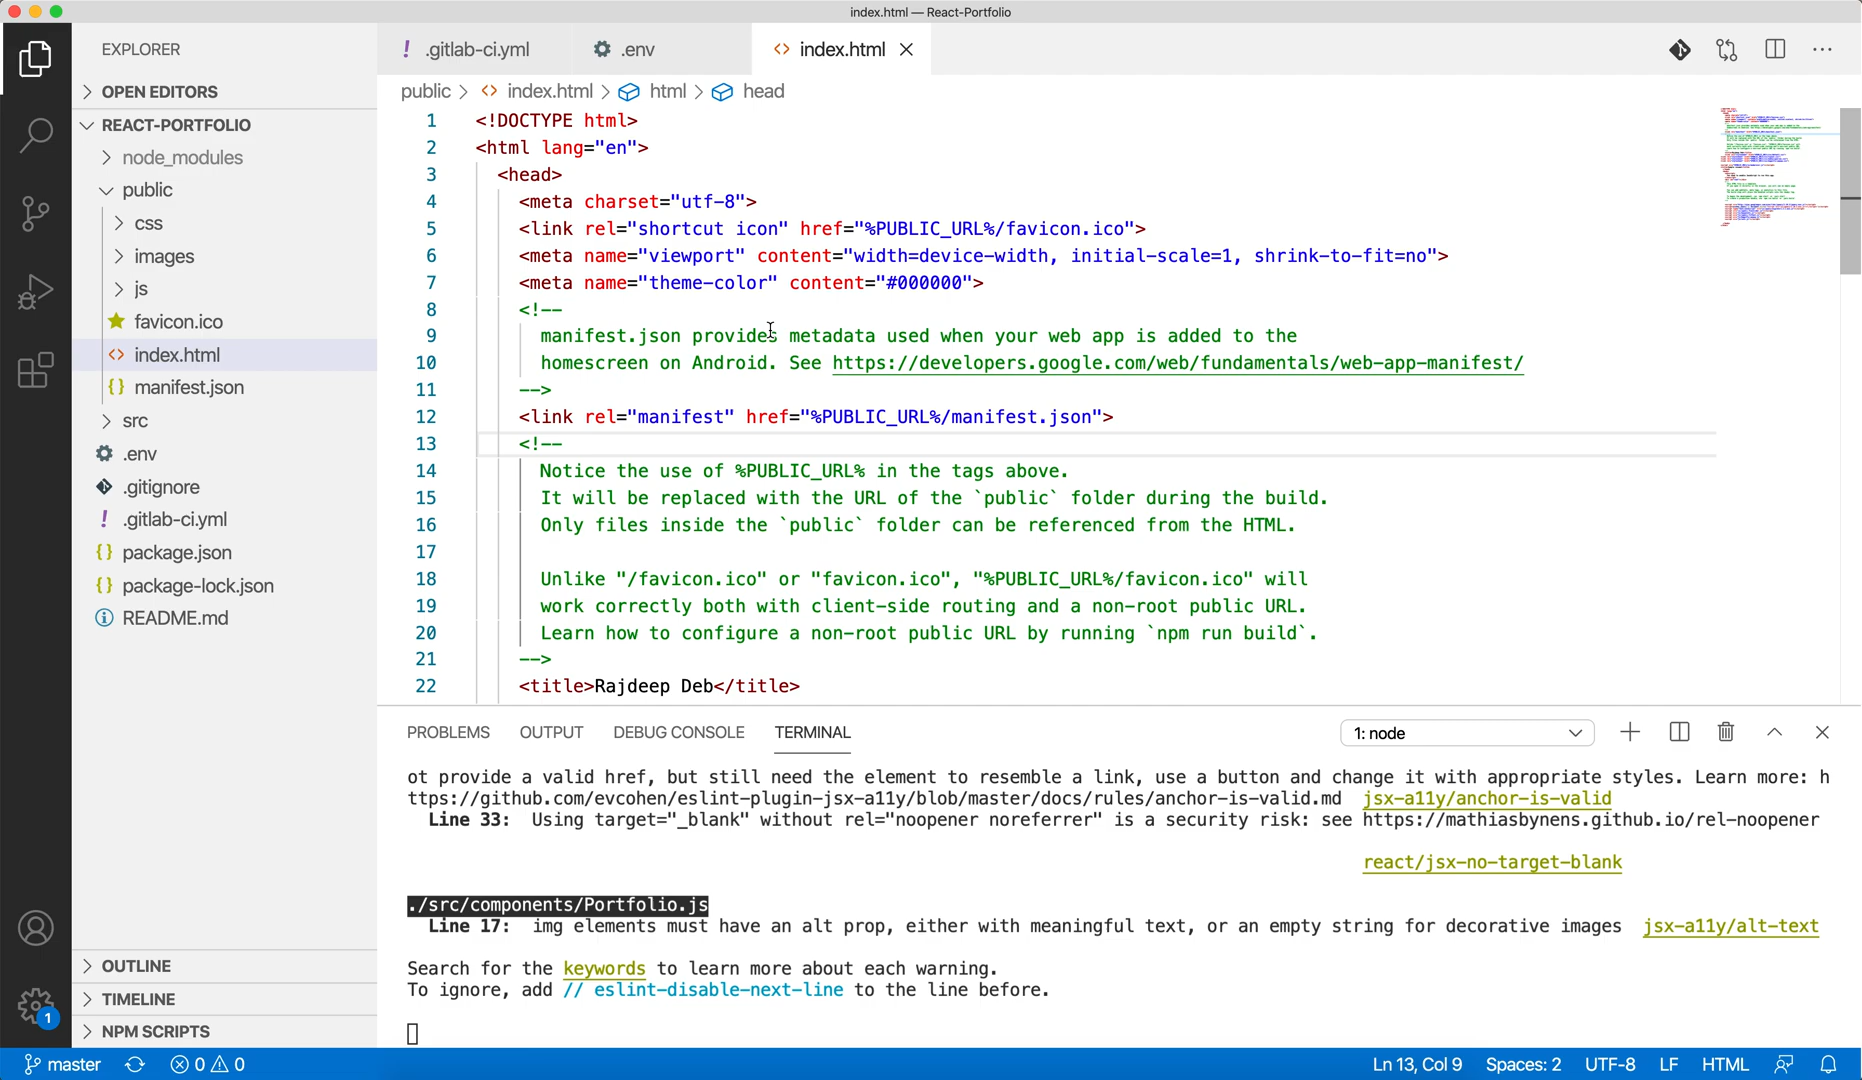 index.html — React-Portfolio
EXPLORER
OPEN EDITORS
REACT-PORTFOLIO
node_modules
public
css
images
js
favicon.ico
index.html
manifest.json
src
.env
.gitignore
.gitlab-ci.yml
package.json
package-lock.json
README.md
OUTLINE
TIMELINE
NPM SCRIPTS
1
! .gitlab-ci.yml
.env
<> index.html
public > <> index.html > html > head
1 <!DOCTYPE html>
2 <html lang="en">
3 <head>
4 <meta charset="utf-8">
5 <link rel="shortcut icon" href="%PUBLIC_URL%/favicon.ico">
6 <meta name="viewport" content="width=device-width, initial-scale=1, shrink-to-fit=no">
7 <meta name="theme-color" content="#000000">
8 <!--
9 manifest.json provides metadata used when your web app is added to the
10 homescreen on Android. See https://developers.google.com/web/fundamentals/web-app-manifest/
11 -->
12 <link rel="manifest" href="%PUBLIC_URL%/manifest.json">
13 <!--
14 Notice the use of %PUBLIC_URL% in the tags above.
15 It will be replaced with the URL of the `public` folder during the build.
16 Only files inside the `public` folder can be referenced from the HTML.
17
18 Unlike "/favicon.ico" or "favicon.ico", "%PUBLIC_URL%/favicon.ico" will
19 work correctly both with client-side routing and a non-root public URL.
20 Learn how to configure a non-root public URL by running `npm run build`.
21 -->
22 <title>Rajdeep Deb</title>
PROBLEMS OUTPUT DEBUG CONSOLE TERMINAL 1: node
ot provide a valid href, but still need the element to resemble a link, use a button and change it with appropriate styles. Learn more: h
ttps://github.com/evcohen/eslint-plugin-jsx-a11y/blob/master/docs/rules/anchor-is-valid.md jsx-a11y/anchor-is-valid
Line 33: Using target="_blank" without rel="noopener noreferrer" is a security risk: see https://mathiasbynens.github.io/rel-noopener
react/jsx-no-target-blank
./src/components/Portfolio.js
Line 17: img elements must have an alt prop, either with meaningful text, or an empty string for decorative images jsx-a11y/alt-text
Search for the keywords to learn more about each warning.
To ignore, add // eslint-disable-next-line to the line before.
master 0 0 Ln 13, Col 9 Spaces: 2 UTF-8 LF HTML